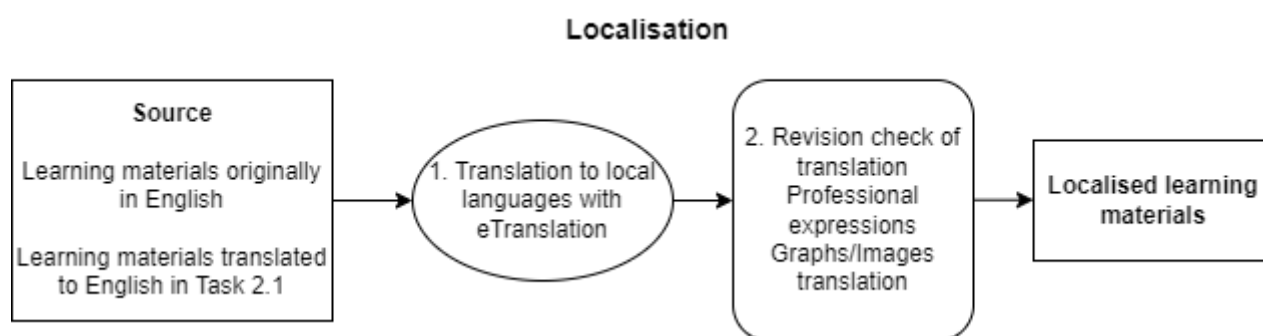 Localisation
Source
Learning materials originally
in English
Learning materials translated
to English in Task 2.1
1. Translation to local
languages with
eTranslation
2. Revision check of
translation
Professional
expressions
Graphs/Images
translation
Localised learning
materials